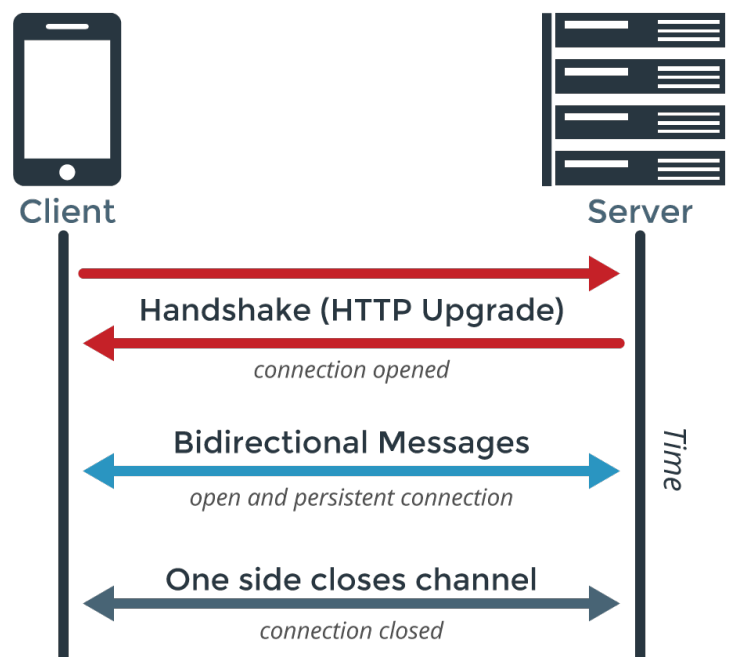 Client
Server
Handshake (HTTP Upgrade)
connection opened
Bidirectional Messages
open and persistent connection
Time
One side closes channel
connection closed